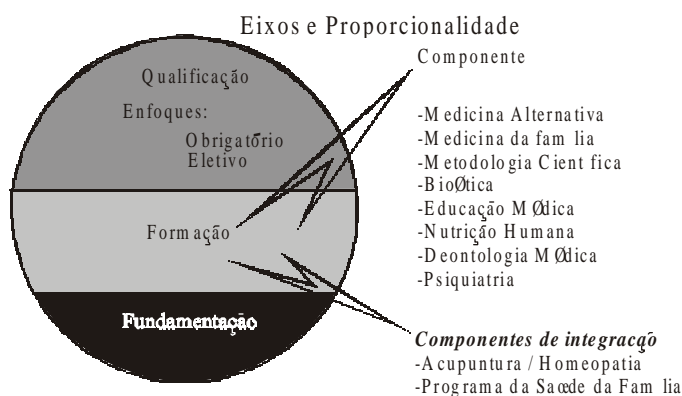 Eixos e Proporcionalidade
Componente
Qualificação
Enfoques:
Obrigatório
Eletivo
Formação
Fundamentação
-Medicina Alternativa
-Medicina da fam lia
-Metodologia Cient fica
-BioØtica
-Educação MØdica
-Nutrição Humana
-Deontologia MØdica
-Psiquiatria
Componentes de integração
-Acupuntura / Homeopatia
-Programa da Saœde da Fam lia